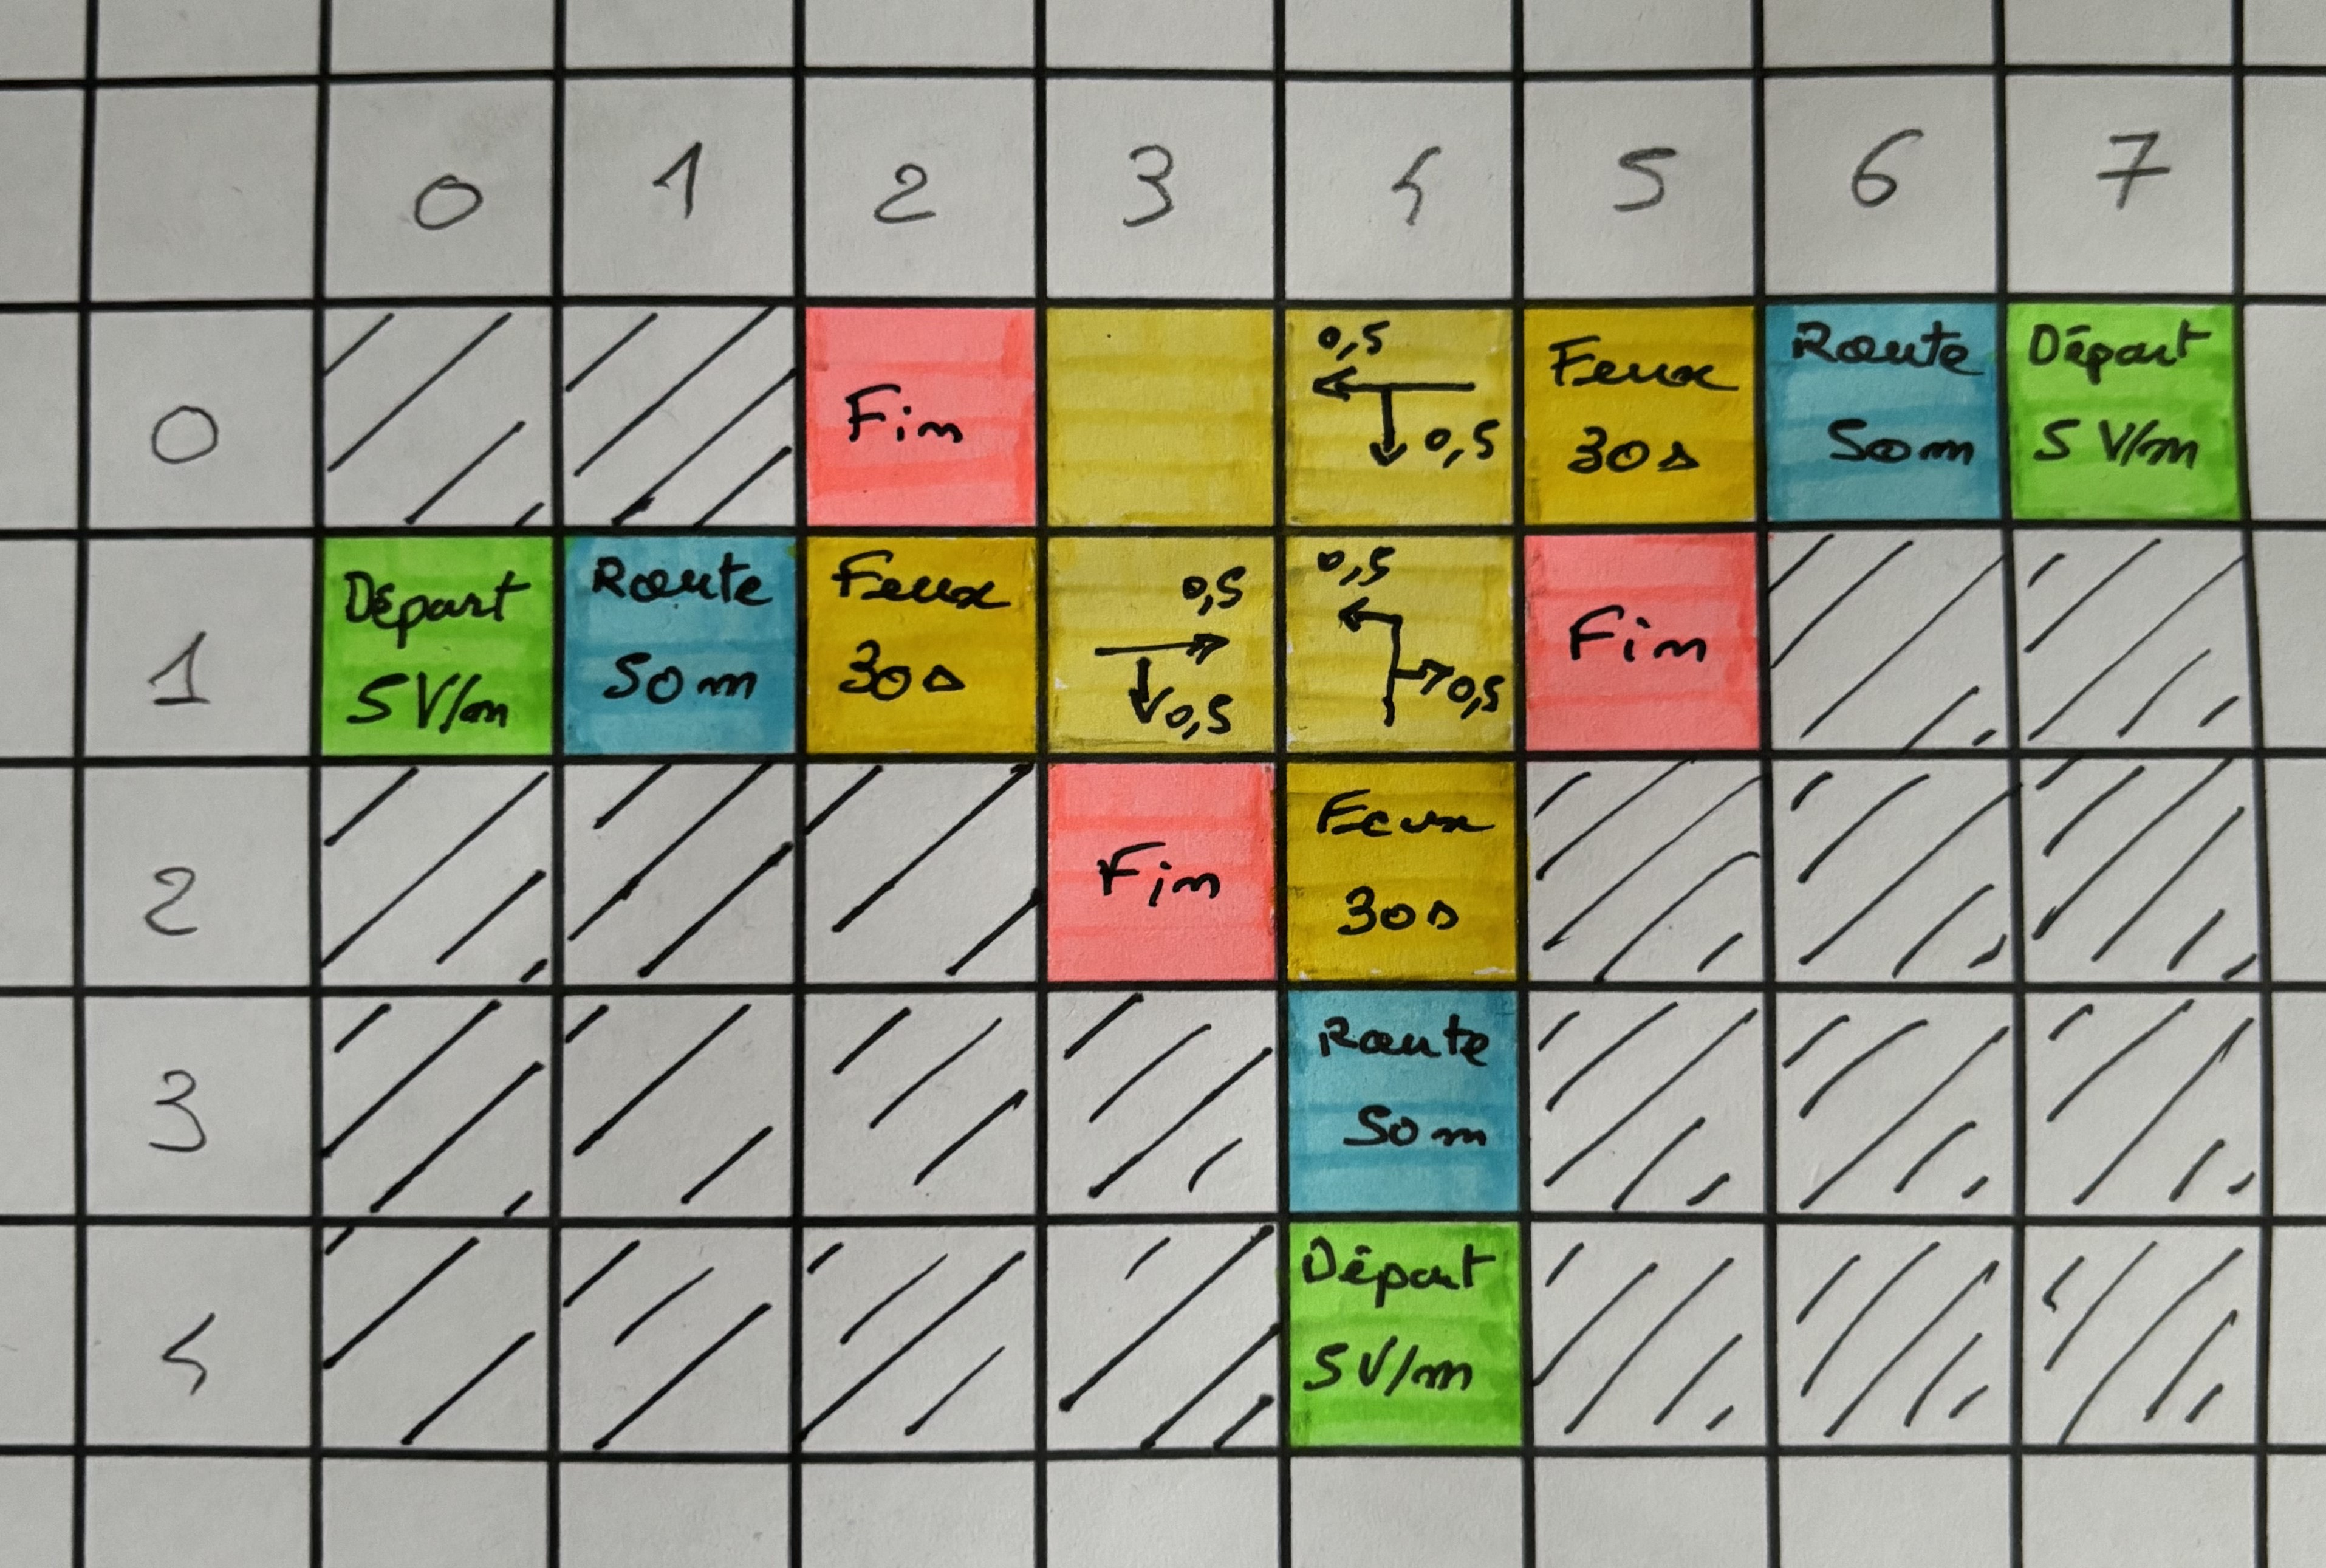 0 1 2 3 4 5 6 7
0 Fin 0,5 0,5 Feux 30s Route 50m Départ 5 V/m
1 Départ 5 V/m Route 50m Feux 30s 0,5 0,5 0,5 0,5 Fin
2 Fin Feux 30s
3 Route 50m
4 Départ 5 V/m